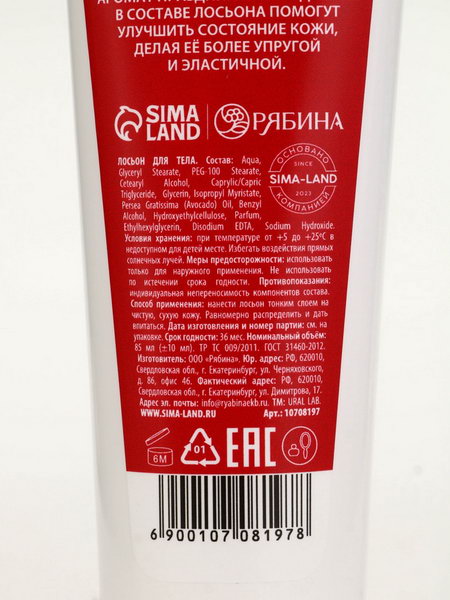 В СОСТАВЕ ЛОСЬОНА ПОМОГУТ
УЛУЧШИТЬ СОСТОЯНИЕ КОЖИ,
ДЕЛАЯ ЕЁ БОЛЕЕ УПРУГОЙ
И ЭЛАСТИЧНОЙ.
SIMA LAND
РЯБИНА
ОСНОВАНО
SINCE
SIMA-LAND
2023
КОМПАНИЕЙ
ЛОСЬОН ДЛЯ ТЕЛА. Состав: Aqua,
Glyceryl Stearate, PEG-100 Stearate,
Cetearyl Alcohol, Caprylic/Capric
Triglyceride, Glycerin, Isopropyl Myristate,
Persea Gratissima (Avocado) Oil, Benzyl
Alcohol, Hydroxyethylcellulose, Parfum,
Ethylhexylglycerin, Disodium EDTA, Sodium Hydroxide.
Условия хранения: при температуре от +5 до +25°С в
недоступном для детей месте. Избегать воздействия прямых
солнечных лучей. Меры предосторожности: использовать
только для наружного применения. Не использовать
по истечении срока годности. Противопоказания:
индивидуальная непереносимость компонентов состава.
Способ применения: нанести лосьон тонким слоем на
чистую, сухую кожу. Равномерно распределить и дать
впитаться. Дата изготовления и номер партии: см. на
упаковке. Срок годности: 36 мес. Номинальный объем:
85 мл (±10 мл). ТР ТС 009/2011. ГОСТ 31460-2012.
Изготовитель: ООО «Рябина». Юр. адрес: РФ, 620010,
Свердловская обл., г. Екатеринбург, ул. Черняховского,
д. 86, офис 46. Фактический адрес: РФ, 620010,
Свердловская обл., г. Екатеринбург, ул. Димитрова, 17.
Адрес эл. почты: info@ryabinaekb.ru. TM: URAL LAB.
WWW.SIMA-LAND.RU Арт.: 10708197
6M
01
ЕАС
6 900107 081978